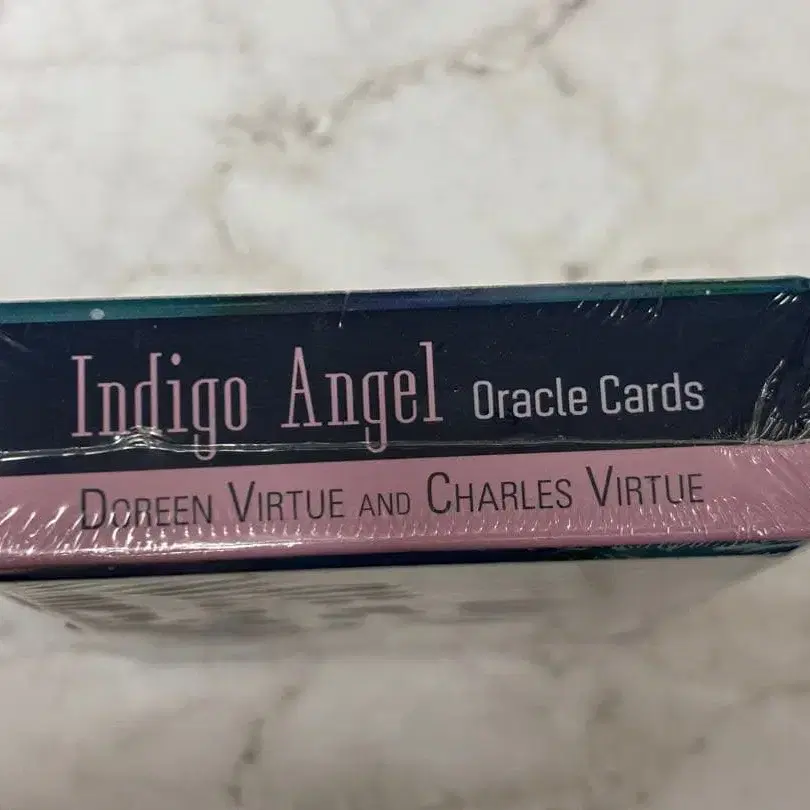 Indigo Angel Oracle Cards
DOREEN VIRTUE AND CHARLES VIRTUE